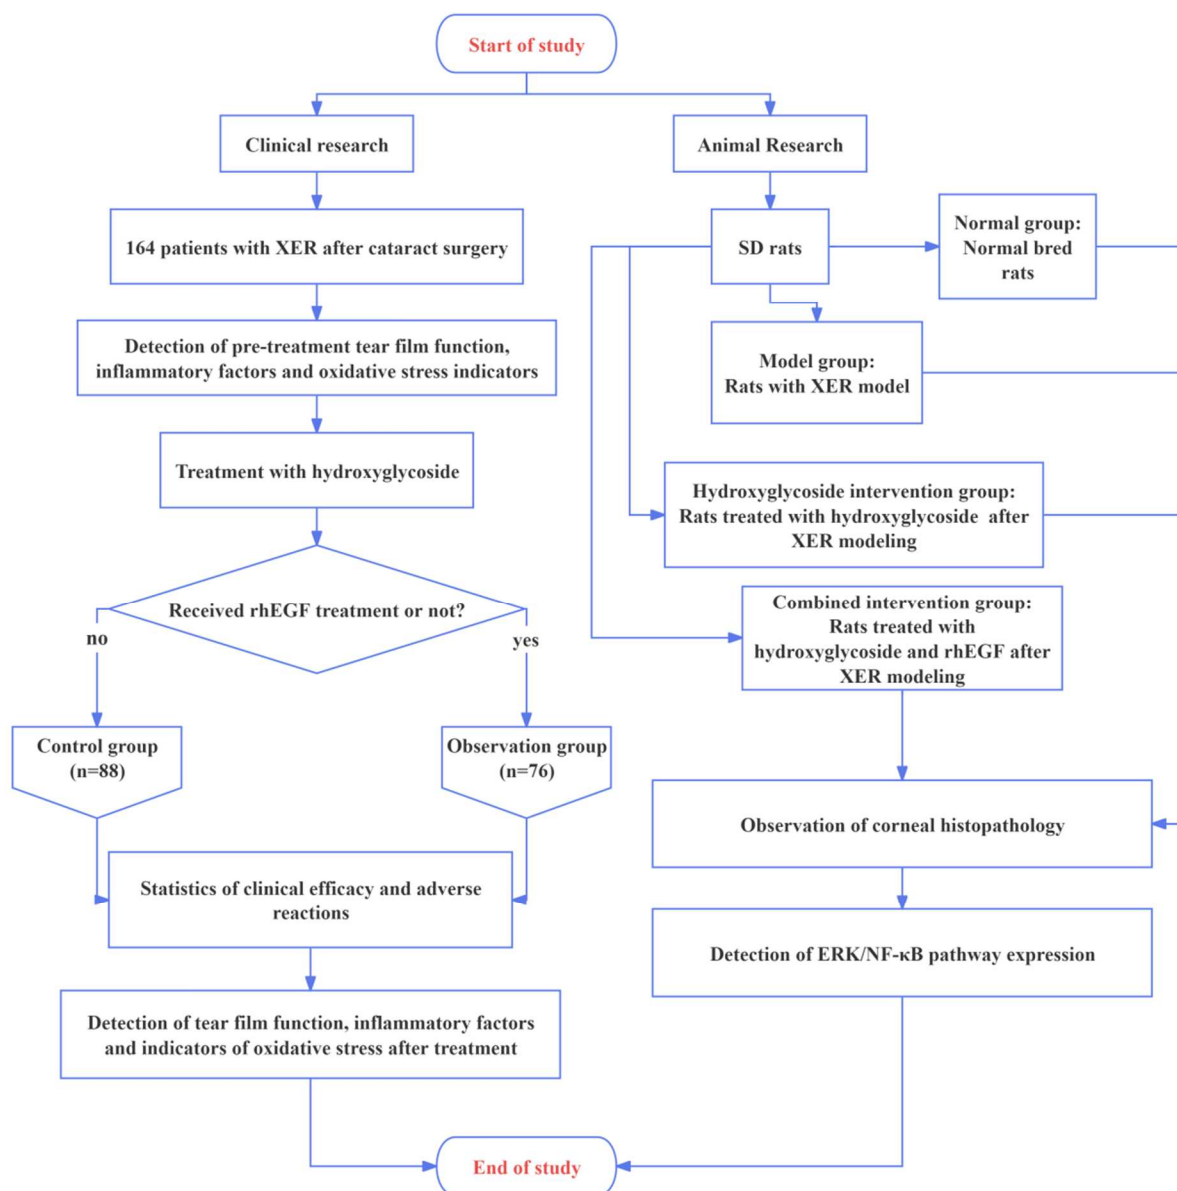 Start of study
Clinical research
164 patients with XER after cataract surgery
Detection of pre-treatment tear film function,
inflammatory factors and oxidative stress indicators
Treatment with hydroxyglycoside
Received rhEGF treatment or not?
no
yes
Control group
(n=88)
Observation group
(n=76)
Statistics of clinical efficacy and adverse
reactions
Detection of tear film function, inflammatory factors
and indicators of oxidative stress after treatment
Animal Research
SD rats
Normal group:
Normal bred
rats
Model group:
Rats with XER model
Hydroxyglycoside intervention group:
Rats treated with hydroxyglycoside after
XER modeling
Combined intervention group:
Rats treated with
hydroxyglycoside and rhEGF after
XER modeling
Observation of corneal histopathology
Detection of ERK/NF-κB pathway expression
End of study